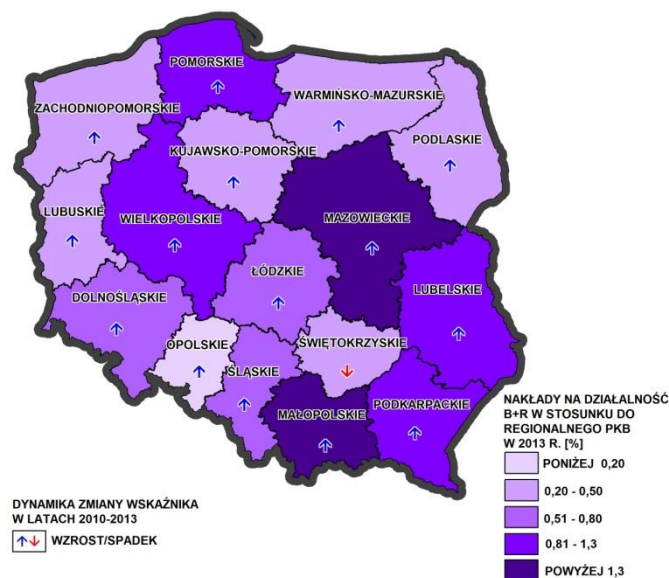 POMORSKIE
ZACHODNIOPOMORSKIE
WARMIŃSKO-MAZURSKIE
PODLASKIE
KUJAWSKO-POMORSKIE
LUBUSKIE
WIELKOPOLSKIE
MAZOWIECKIE
ŁÓDZKIE
LUBELSKIE
DOLNOŚLĄSKIE
OPOLSKIE
ŚWIĘTOKRZYSKIE
ŚLĄSKIE
MAŁOPOLSKIE
PODKARPACKIE
NAKŁADY NA DZIAŁALNOŚĆ
B+R W STOSUNKU DO
REGIONALNEGO PKB
W 2013 R. [%]
PONIŻEJ 0,20
0,20 - 0,50
0,51 - 0,80
0,81 - 1,3
POWYŻEJ 1,3
DYNAMIKA ZMIANY WSKAŹNIKA
W LATACH 2010-2013
WZROST/SPADEK